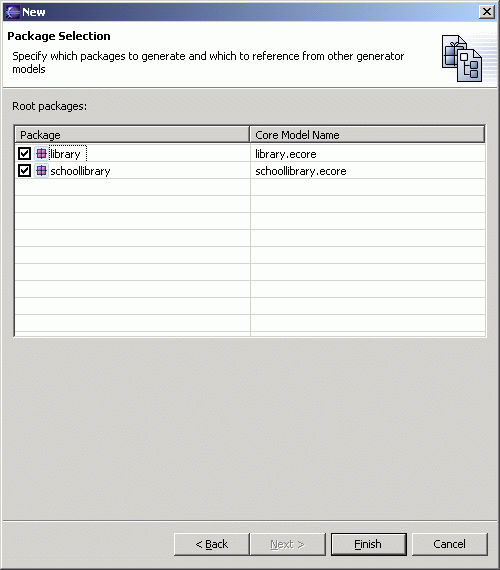 New
Package Selection
Specify which packages to generate and which to reference from other generator
models
Root packages:
Package Core Model Name
library library.ecore
schoollibrary schoollibrary.ecore
< Back Next > Finish Cancel